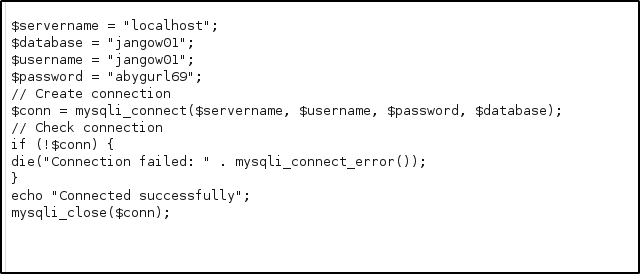 $servername = "localhost";
$database = "jangow01";
$username = "jangow01";
$password = "abygurl69";
// Create connection
$conn = mysqli_connect($servername, $username, $password, $database);
// Check connection
if (!$conn) {
die("Connection failed: " . mysqli_connect_error());
}
echo "Connected successfully";
mysqli_close($conn);